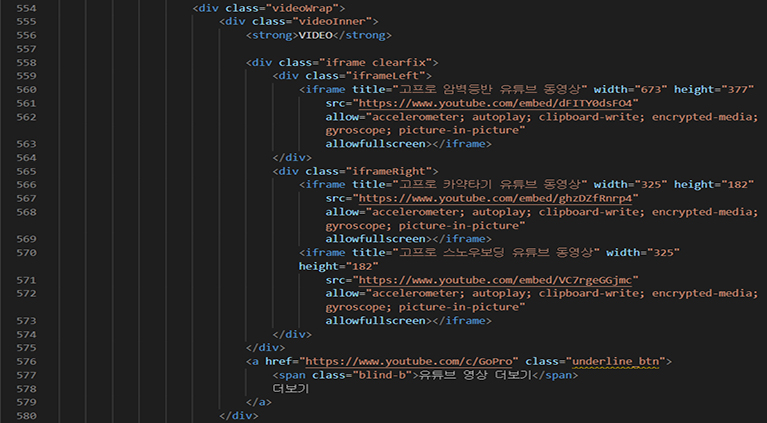 554 <div class="videoWrap">
555 <div class="videoInner">
556 <strong>VIDEO</strong>
557
558 <div class="iframe clearfix">
559 <div class="iframeLeft">
560 <iframe title="고프로 암벽등반 유튜브 동영상" width="673" height="377"
561 src="https://www.youtube.com/embed/dFITY0dsFO4"
562 allow="accelerometer; autoplay; clipboard-write; encrypted-media;
gyroscope; picture-in-picture"
563 allowfullscreen></iframe>
564 </div>
565 <div class="iframeRight">
566 <iframe title="고프로 카약타기 유튜브 동영상" width="325" height="182"
567 src="https://www.youtube.com/embed/ghzDZfRnrp4"
568 allow="accelerometer; autoplay; clipboard-write; encrypted-media;
gyroscope; picture-in-picture"
569 allowfullscreen></iframe>
570 <iframe title="고프로 스노우보딩 유튜브 동영상" width="325"
height="182"
571 src="https://www.youtube.com/embed/VC7rgeGGjmc"
572 allow="accelerometer; autoplay; clipboard-write; encrypted-media;
gyroscope; picture-in-picture"
573 allowfullscreen></iframe>
574 </div>
575 </div>
576 <a href="https://www.youtube.com/c/GoPro" class="underline_btn">
577 <span class="blind-b">유튜브 영상 더보기</span>
578 더보기
579 </a>
580 </div>